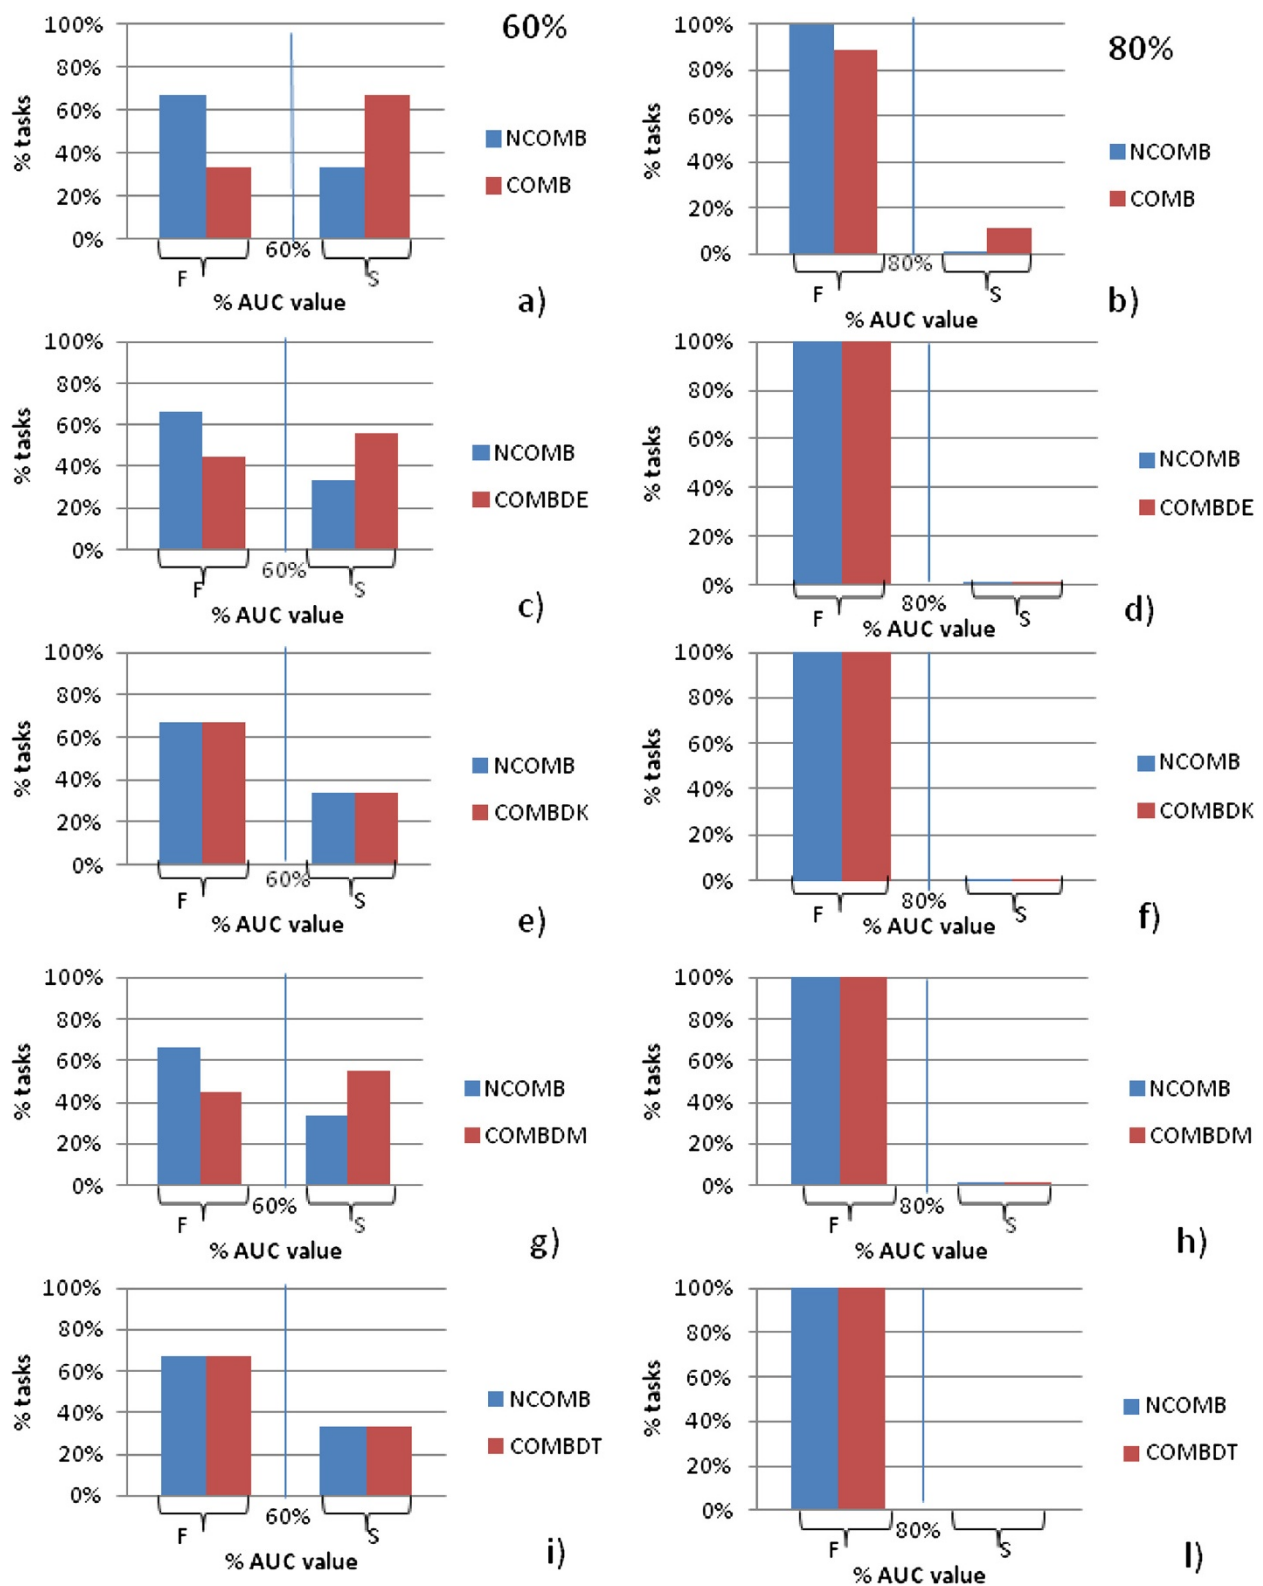 60%
100%
80%
60%
40%
20%
0%
% tasks
NCOMB
COMB
60%
F
S
% AUC value
a)
80%
100%
80%
60%
40%
20%
0%
% tasks
NCOMB
COMB
80%
F
S
% AUC value
b)
100%
80%
60%
40%
20%
0%
% tasks
NCOMB
COMBDE
60%
F
S
% AUC value
c)
100%
80%
60%
40%
20%
0%
% tasks
NCOMB
COMBDE
80%
F
S
% AUC value
d)
100%
80%
60%
40%
20%
0%
% tasks
NCOMB
COMBDK
60%
F
S
% AUC value
e)
100%
80%
60%
40%
20%
0%
% tasks
NCOMB
COMBDK
80%
F
S
% AUC value
f)
100%
80%
60%
40%
20%
0%
% tasks
NCOMB
COMBDM
60%
F
S
% AUC value
g)
100%
80%
60%
40%
20%
0%
% tasks
NCOMB
COMBDM
80%
F
S
% AUC value
h)
100%
80%
60%
40%
20%
0%
% tasks
NCOMB
COMBDT
60%
F
S
% AUC value
i)
100%
80%
60%
40%
20%
0%
% tasks
NCOMB
COMBDT
80%
F
S
% AUC value
l)